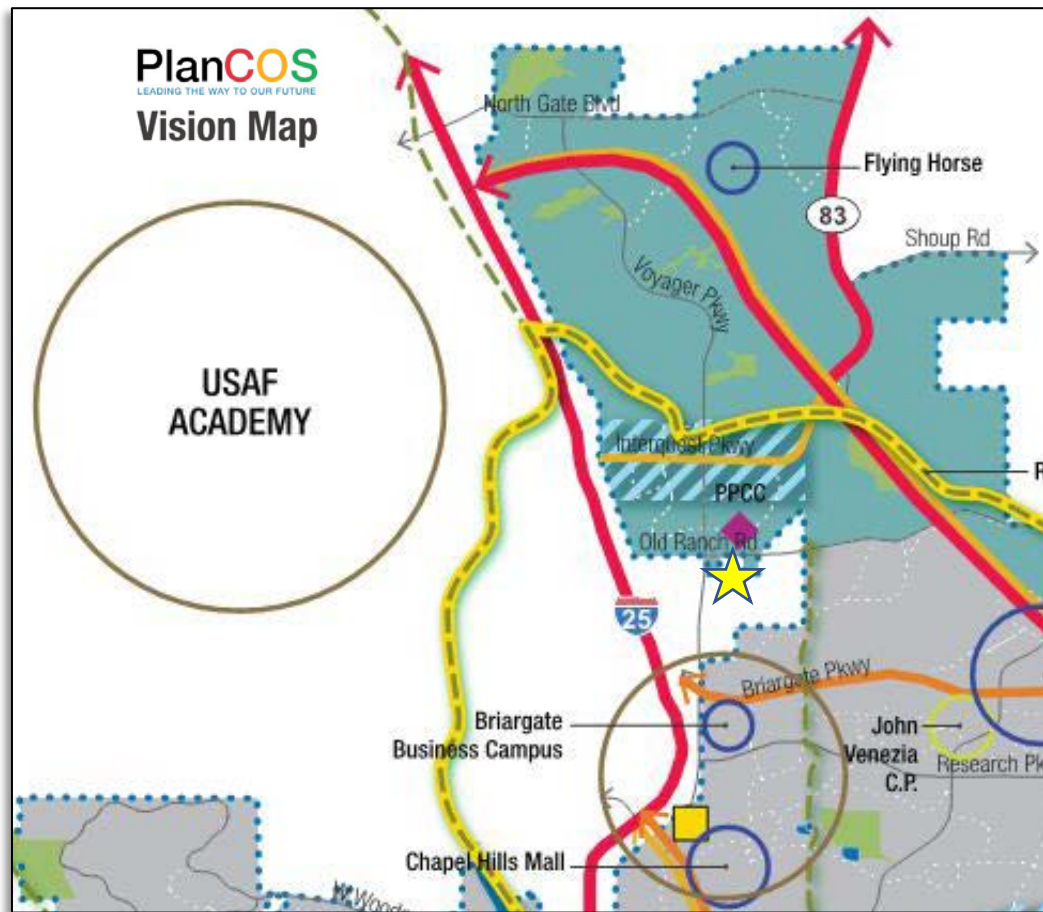 PlanCOS
LEADING THE WAY TO OUR FUTURE
Vision Map
North Gate Blvd
Flying Horse
83
Shoup Rd
Voyager Pkwy
USAF
ACADEMY
Interquest Pkwy
PPCC
Old Ranch Rd
25
Briargate Pkwy
Briargate
Business Campus
John
Venezia
C.P.
Research Pk
Chapel Hills Mall